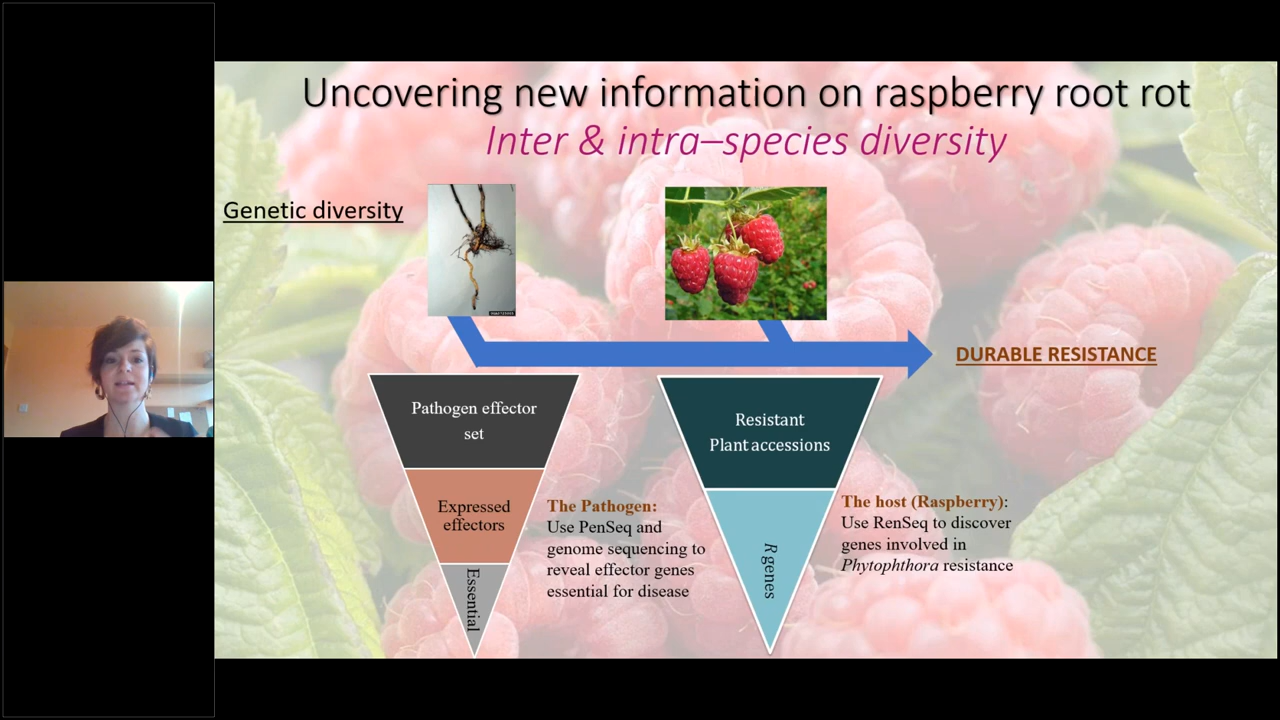 Uncovering new information on raspberry root rot
Inter & intra–species diversity
Genetic diversity
DURABLE RESISTANCE
Pathogen effector
set
Expressed
effectors
Essential
The Pathogen:
Use PenSeq and
genome sequencing to
reveal effector genes
essential for disease
Resistant
Plant accessions
R genes
The host (Raspberry):
Use RenSeq to discover
genes involved in
Phytophthora resistance